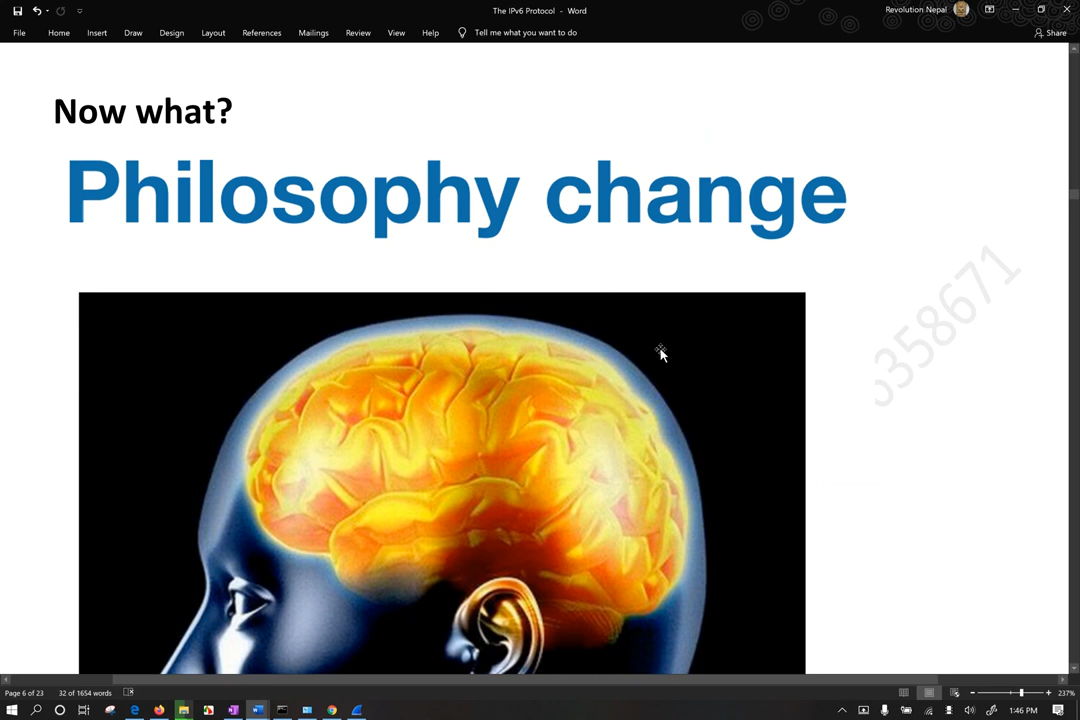 The IPv6 Protocol - Word
Revolution Nepal
File Home Insert Draw Design Layout References Mailings Review View Help Tell me what you want to do Share
Now what?
Philosophy change
358671
Page 6 of 23 32 of 1654 words 237%
1:46 PM